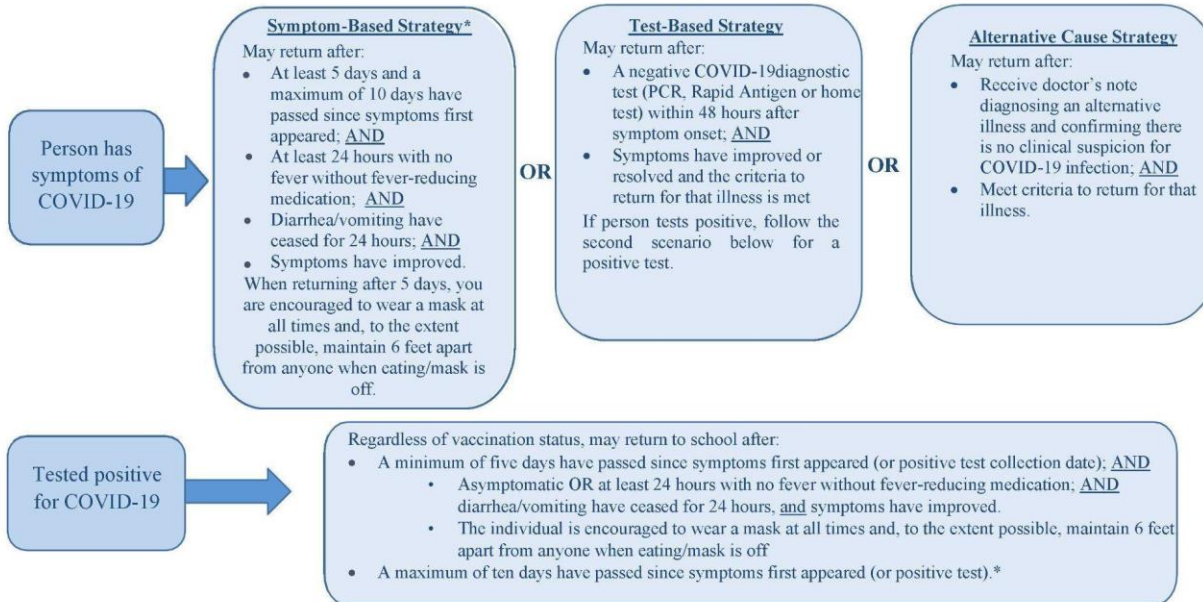 Person has
symptoms of
COVID-19
Symptom-Based Strategy*
May return after:
• At least 5 days and a
maximum of 10 days have
passed since symptoms first
appeared; AND
• At least 24 hours with no
fever without fever-reducing
medication; AND
• Diarrhea/vomiting have
ceased for 24 hours; AND
• Symptoms have improved.
When returning after 5 days, you
are encouraged to wear a mask at
all times and, to the extent
possible, maintain 6 feet apart
from anyone when eating/mask is
off.
OR
Test-Based Strategy
May return after:
• A negative COVID-19diagnostic
test (PCR, Rapid Antigen or home
test) within 48 hours after
symptom onset; AND
• Symptoms have improved or
resolved and the criteria to
return for that illness is met
If person tests positive, follow the
second scenario below for a
positive test.
OR
Alternative Cause Strategy
May return after:
• Receive doctor's note
diagnosing an alternative
illness and confirming there
is no clinical suspicion for
COVID-19 infection; AND
• Meet criteria to return for that
illness.
Tested positive
for COVID-19
Regardless of vaccination status, may return to school after:
• A minimum of five days have passed since symptoms first appeared (or positive test collection date); AND
• Asymptomatic OR at least 24 hours with no fever without fever-reducing medication; AND
diarrhea/vomiting have ceased for 24 hours, and symptoms have improved.
• The individual is encouraged to wear a mask at all times and, to the extent possible, maintain 6 feet
apart from anyone when eating/mask is off
• A maximum of ten days have passed since symptoms first appeared (or positive test).*